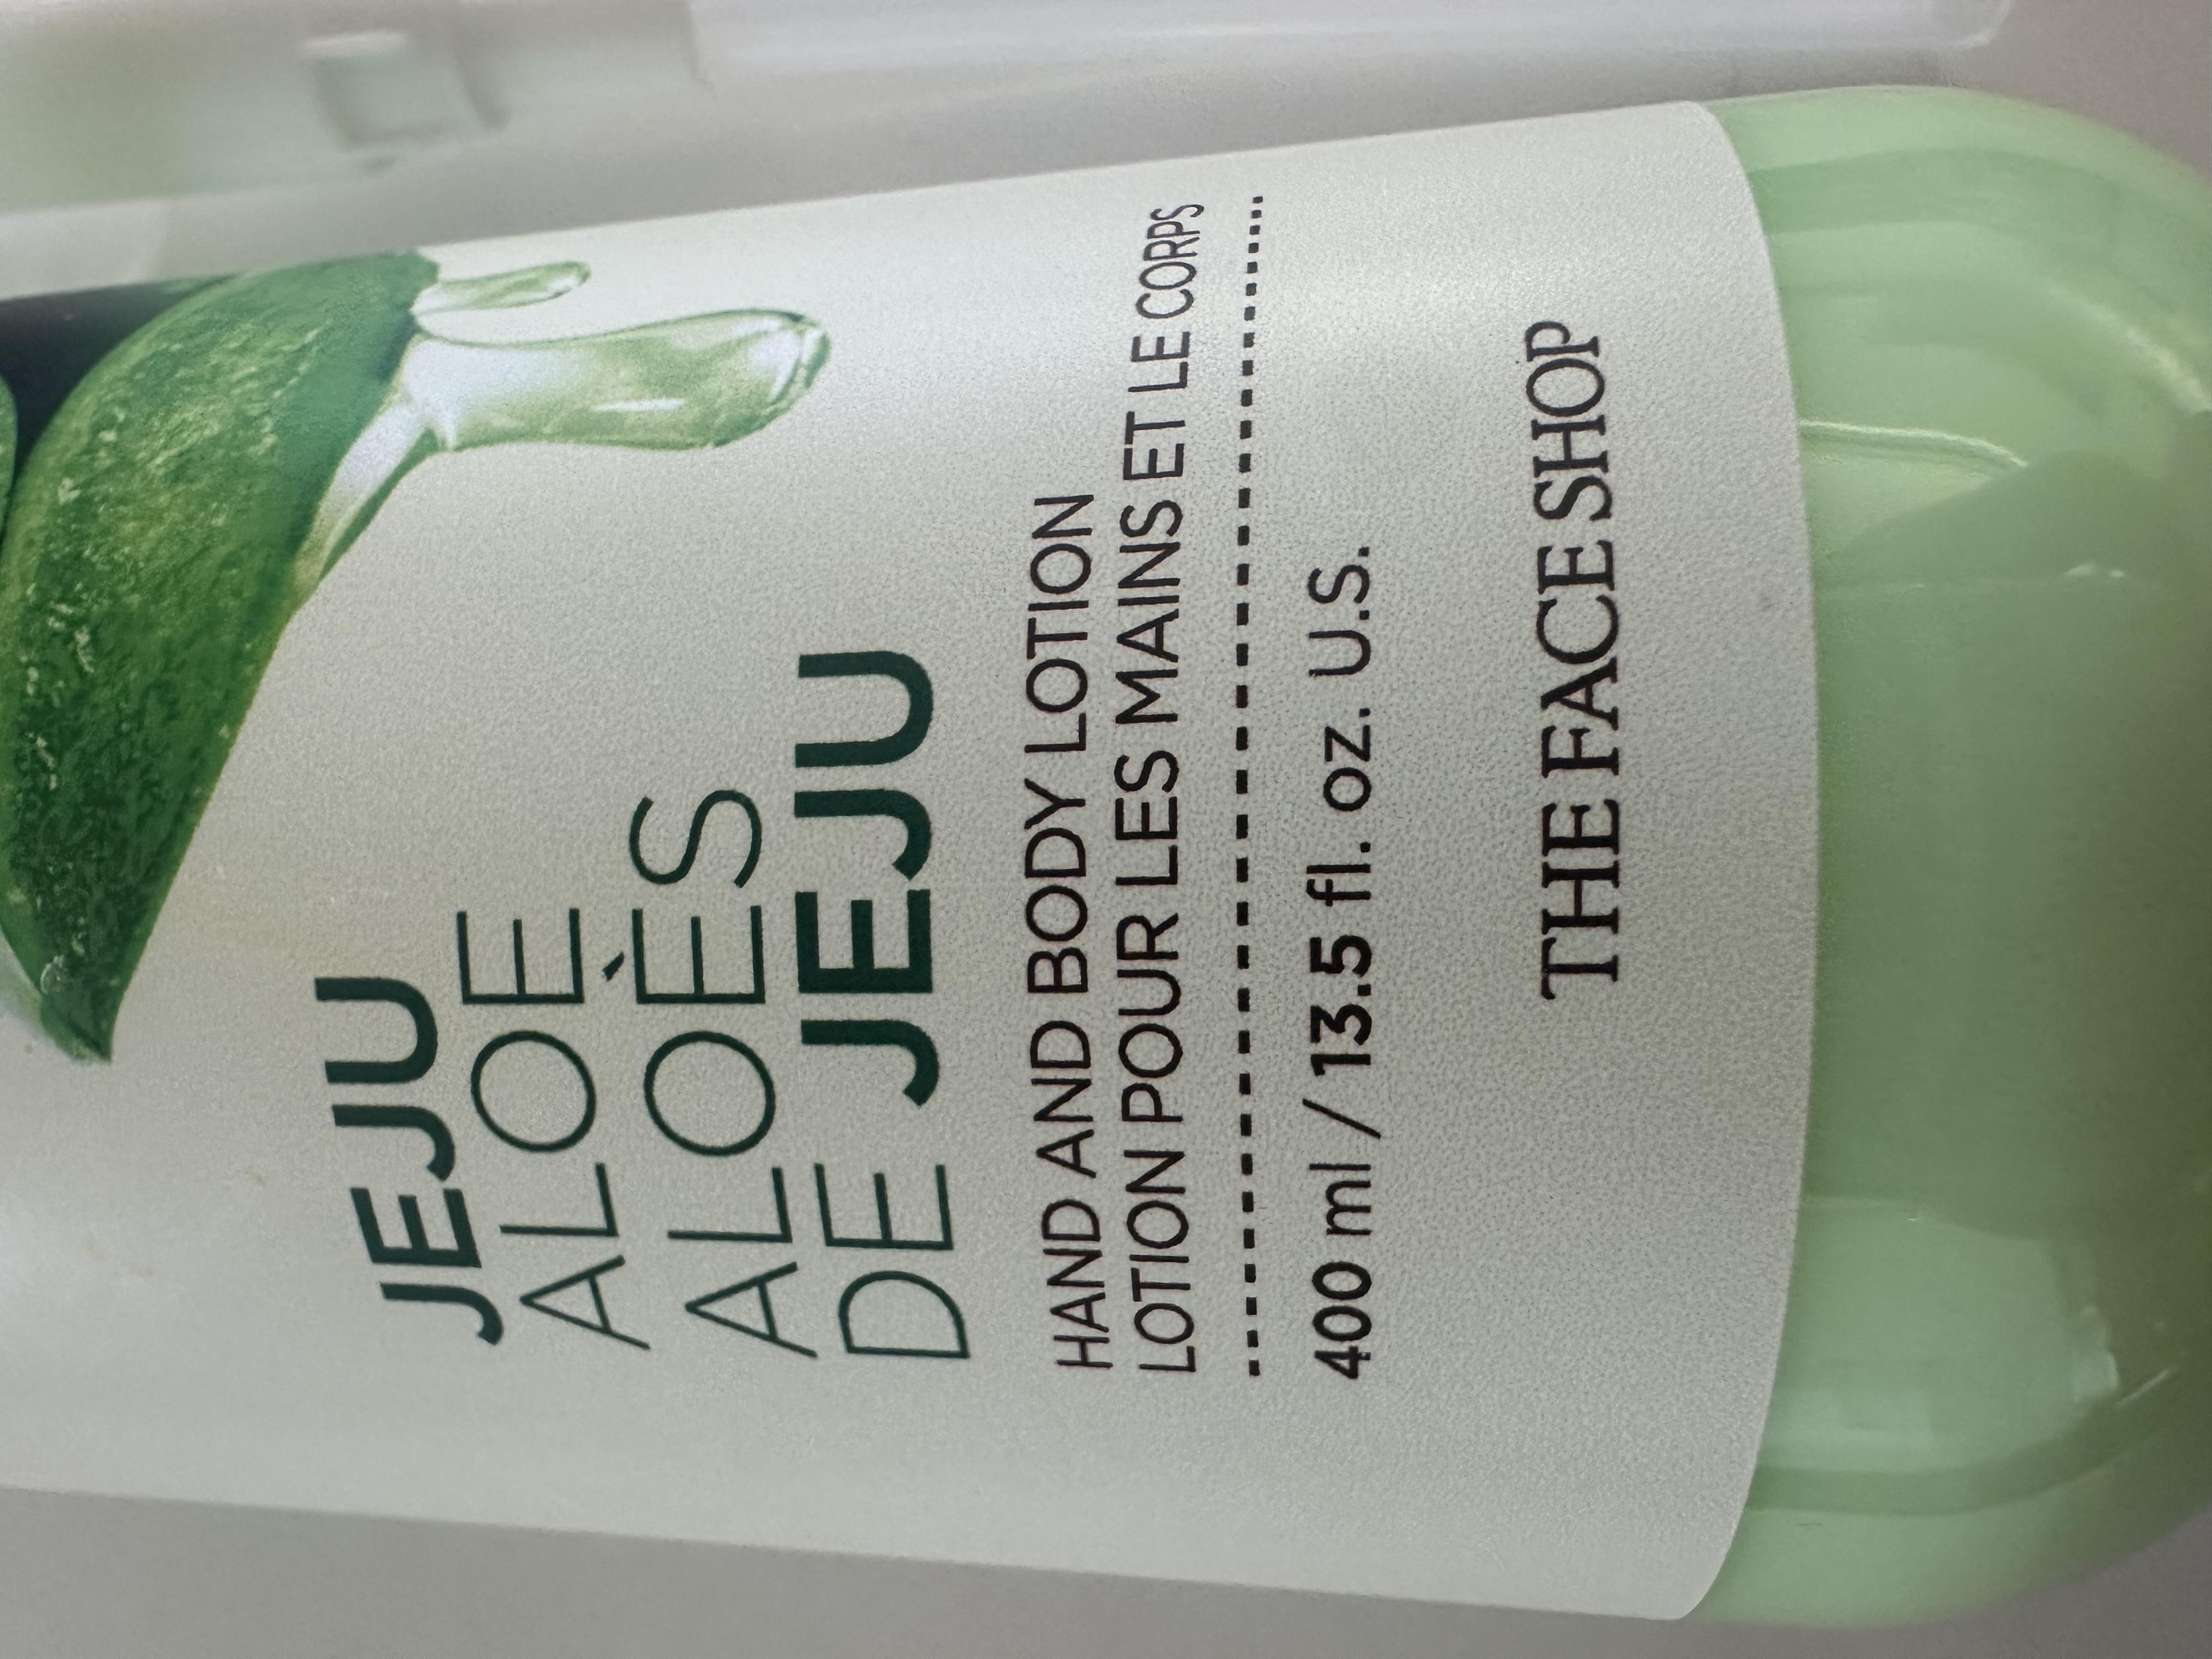 JEJU
ALOE
ALOÈS
DE JEJU
HAND AND BODY LOTION
LOTION POUR LES MAINS ET LE CORPS
400 ml / 13.5 fl. oz. U.S.
THE FACE SHOP